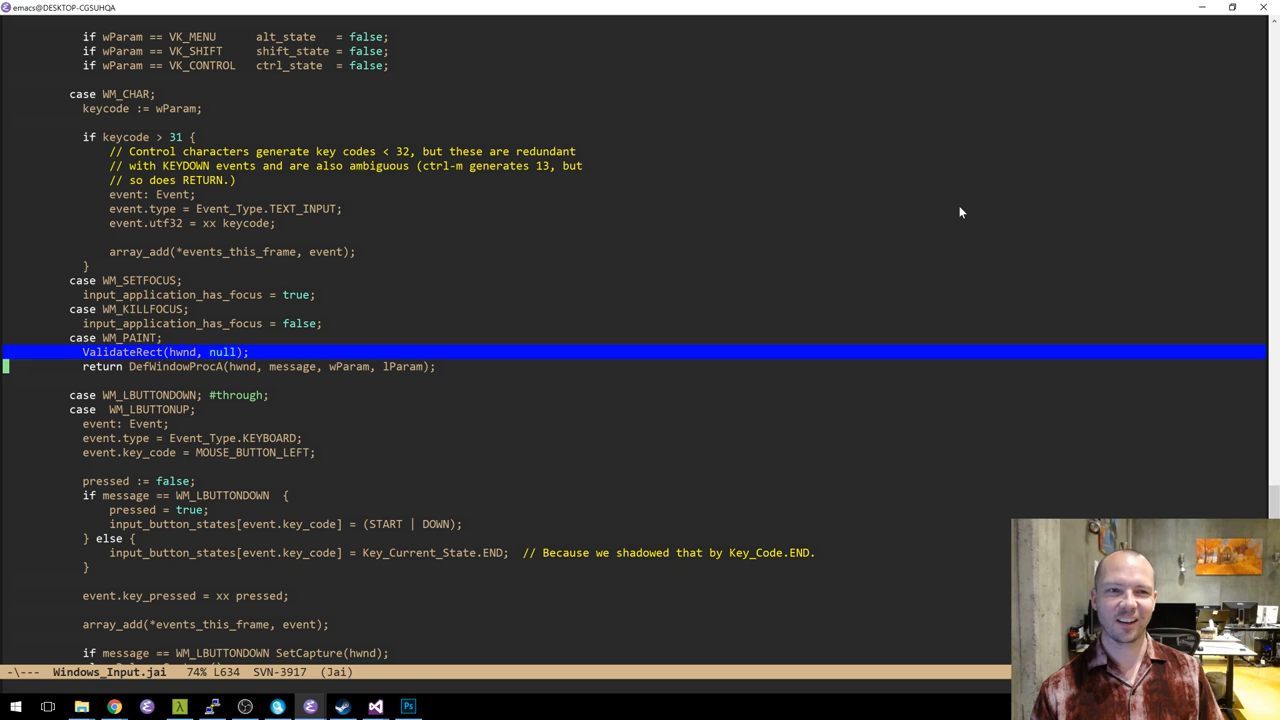 emacs@DESKTOP-CGSUHQA
if wParam == VK_MENU alt_state = false;
if wParam == VK_SHIFT shift_state = false;
if wParam == VK_CONTROL ctrl_state = false;
case WM_CHAR;
keycode := wParam;
if keycode > 31 {
// Control characters generate key codes < 32, but these are redundant
// with KEYDOWN events and are also ambiguous (ctrl-m generates 13, but
// so does RETURN.)
event: Event;
event.type = Event_Type.TEXT_INPUT;
event.utf32 = xx keycode;
array_add(*events_this_frame, event);
}
case WM_SETFOCUS;
input_application_has_focus = true;
case WM_KILLFOCUS;
input_application_has_focus = false;
case WM_PAINT;
ValidateRect(hwnd, null);
return DefWindowProcA(hwnd, message, wParam, lParam);
case WM_LBUTTONDOWN; #through;
case WM_LBUTTONUP;
event: Event;
event.type = Event_Type.KEYBOARD;
event.key_code = MOUSE_BUTTON_LEFT;
pressed := false;
if message == WM_LBUTTONDOWN {
pressed = true;
input_button_states[event.key_code] = (START | DOWN);
} else {
input_button_states[event.key_code] = Key_Current_State.END; // Because we shadowed that by Key_Code.END.
}
event.key_pressed = xx pressed;
array_add(*events_this_frame, event);
if message == WM_LBUTTONDOWN SetCapture(hwnd);
-\--- Windows_Input.jai 74% L634 SVN-3917 (Jai)